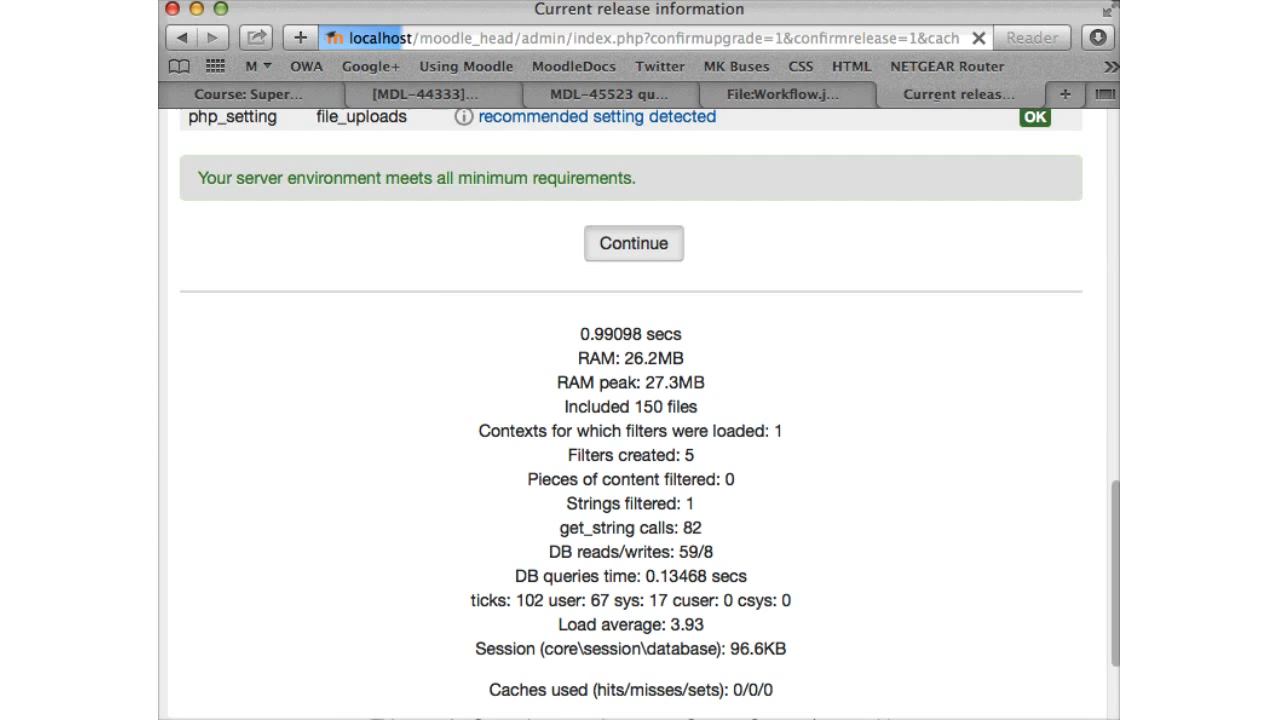 Current release information
localhost/moodle_head/admin/index.php?confirmupgrade=1&confirmrelease=1&cach
Reader
M OWA Google+ Using Moodle MoodleDocs Twitter MK Buses CSS HTML NETGEAR Router
Course: Super... [MDL-44333]... MDL-45523 qu... File:Workflow.j... Current releas...
php_setting file_uploads recommended setting detected OK
Your server environment meets all minimum requirements.
Continue
0.99098 secs
RAM: 26.2MB
RAM peak: 27.3MB
Included 150 files
Contexts for which filters were loaded: 1
Filters created: 5
Pieces of content filtered: 0
Strings filtered: 1
get_string calls: 82
DB reads/writes: 59/8
DB queries time: 0.13468 secs
ticks: 102 user: 67 sys: 17 cuser: 0 csys: 0
Load average: 3.93
Session (core\session\database): 96.6KB
Caches used (hits/misses/sets): 0/0/0